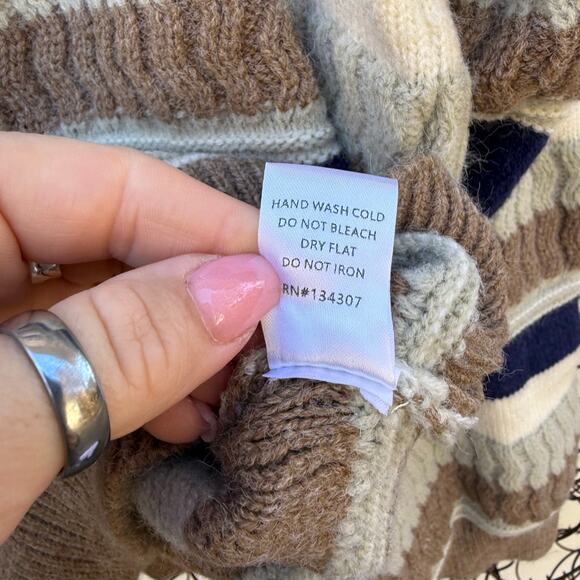 HAND WASH COLD
DO NOT BLEACH
DRY FLAT
DO NOT IRON
RN#134307